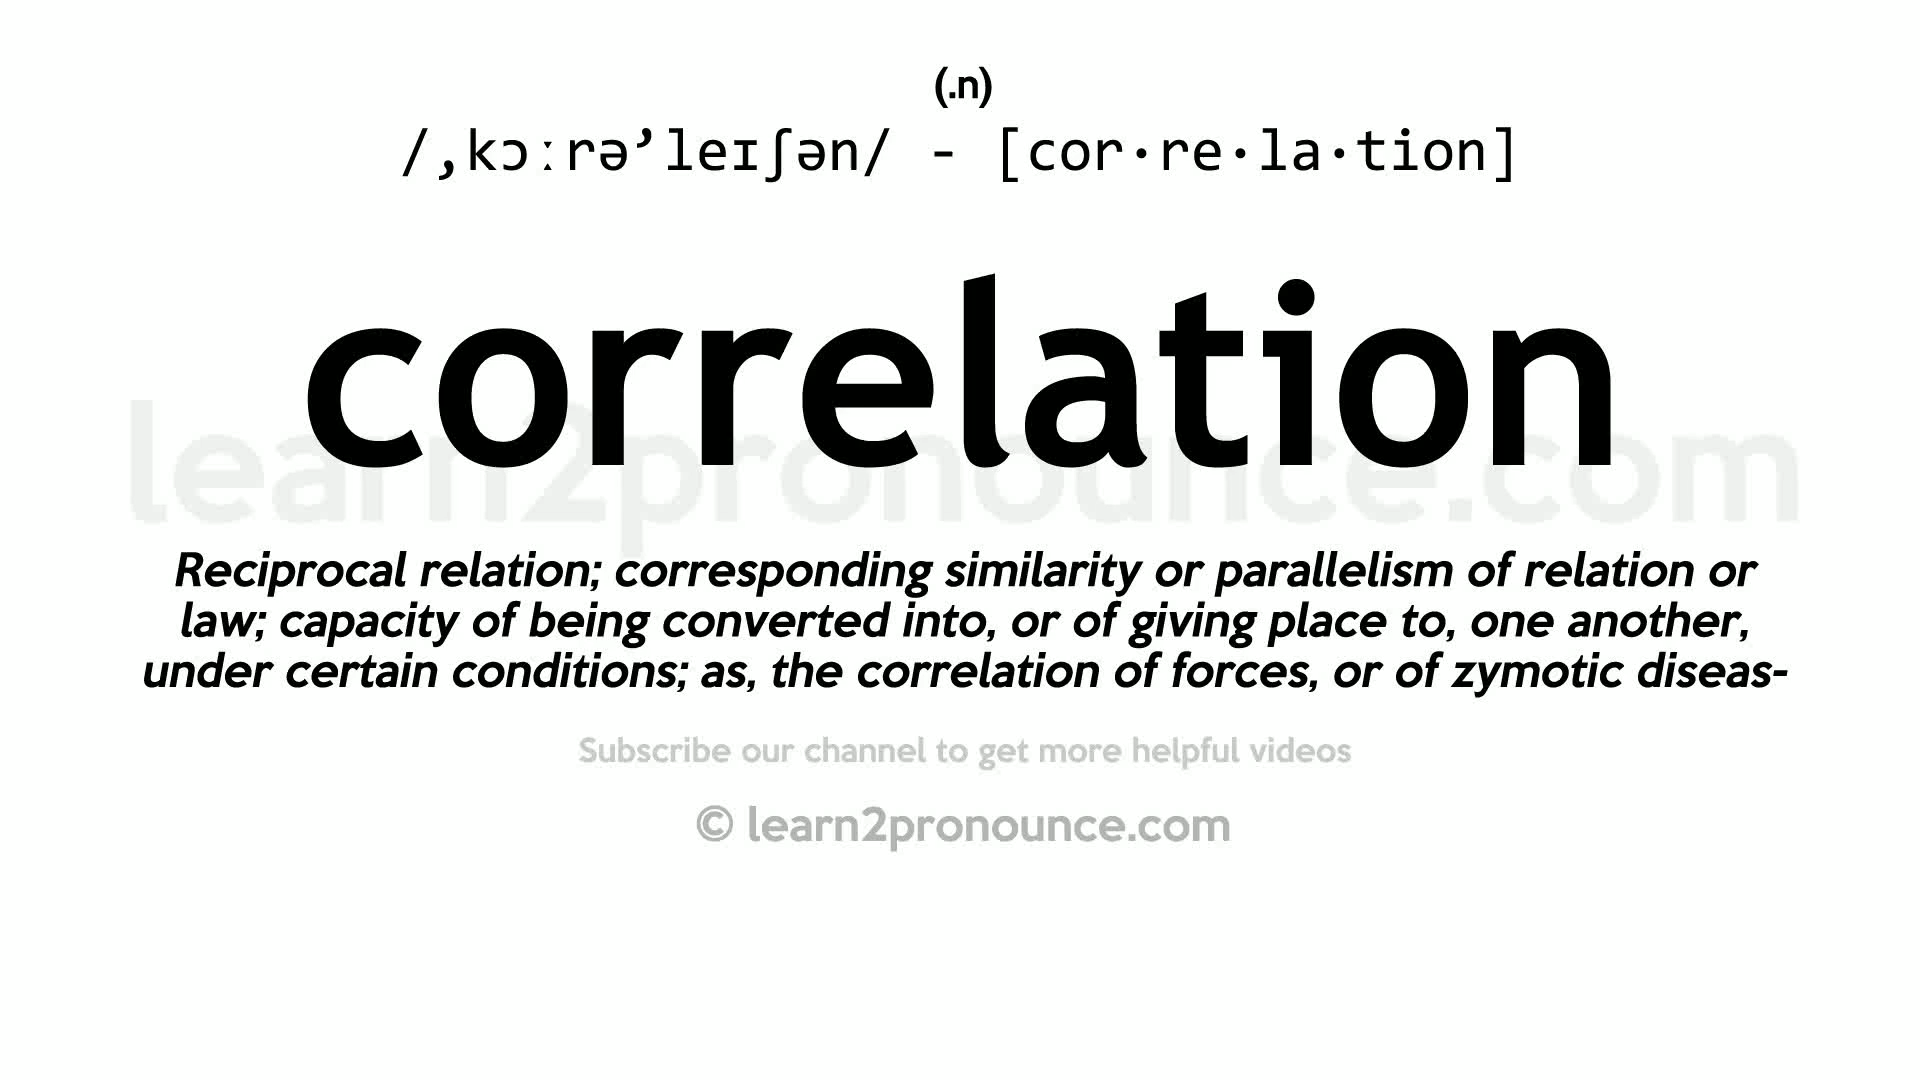 (.n)
/,kɔːrə’leɪʃən/ - [cor·re·la·tion]
correlation
learn2pronounce.com
Reciprocal relation; corresponding similarity or parallelism of relation or
law; capacity of being converted into, or of giving place to, one another,
under certain conditions; as, the correlation of forces, or of zymotic diseas-
Subscribe our channel to get more helpful videos
© learn2pronounce.com